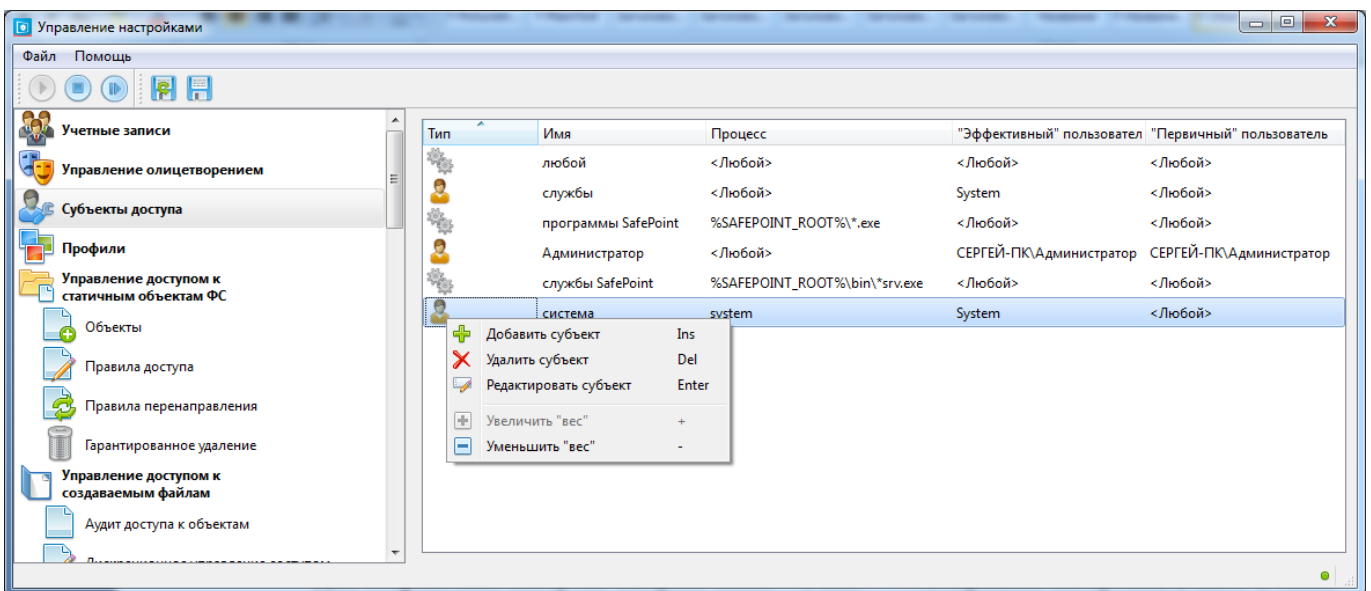 Управление настройками
Файл Помощь
Учетные записи
Управление олицетворением
Субъекты доступа
Профили
Управление доступом к
статичным объектам ФС
Объекты
Правила доступа
Правила перенаправления
Гарантированное удаление
Управление доступом к
создаваемым файлам
Аудит доступа к объектам
Тип Имя Процесс "Эффективный" пользовател "Первичный" пользователь
любой <Любой> <Любой> <Любой>
службы <Любой> System <Любой>
программы SafePoint %SAFEPOINT_ROOT%\*.exe <Любой> <Любой>
Администратор <Любой> СЕРГЕЙ-ПК\Администратор СЕРГЕЙ-ПК\Администратор
службы SafePoint %SAFEPOINT_ROOT%\bin\*srv.exe <Любой> <Любой>
система system System <Любой>
Добавить субъект Ins
Удалить субъект Del
Редактировать субъект Enter
Увеличить "вес" +
Уменьшить "вес" -